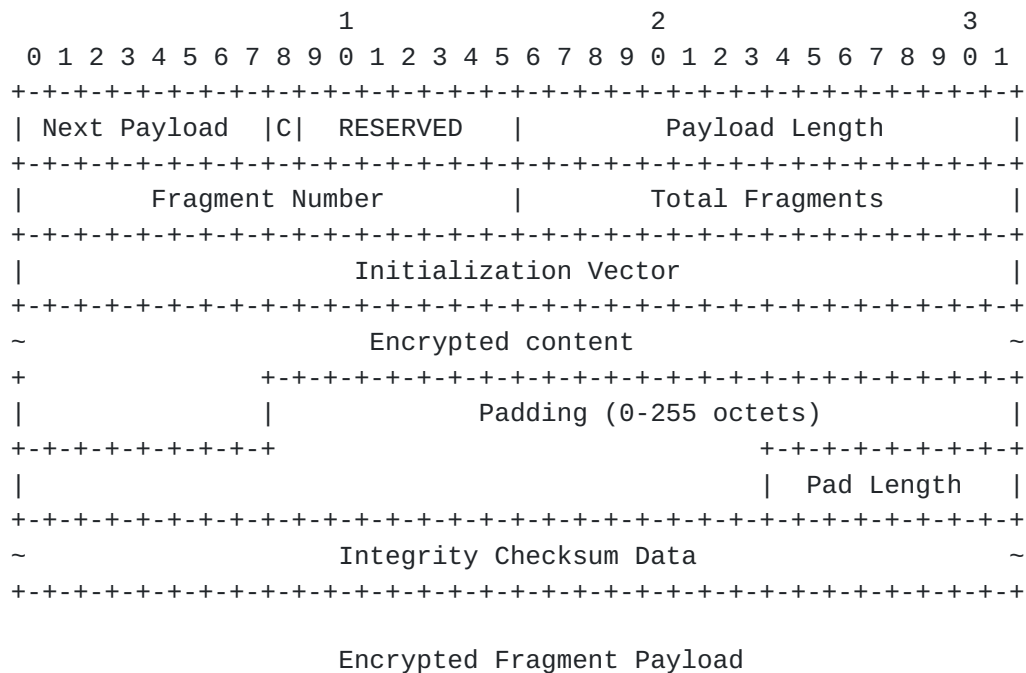 1                   2                   3
 0 1 2 3 4 5 6 7 8 9 0 1 2 3 4 5 6 7 8 9 0 1 2 3 4 5 6 7 8 9 0 1
+-+-+-+-+-+-+-+-+-+-+-+-+-+-+-+-+-+-+-+-+-+-+-+-+-+-+-+-+-+-+-+-+
| Next Payload  |C|  RESERVED   |         Payload Length        |
+-+-+-+-+-+-+-+-+-+-+-+-+-+-+-+-+-+-+-+-+-+-+-+-+-+-+-+-+-+-+-+-+
|        Fragment Number        |        Total Fragments        |
+-+-+-+-+-+-+-+-+-+-+-+-+-+-+-+-+-+-+-+-+-+-+-+-+-+-+-+-+-+-+-+-+
|                     Initialization Vector                     |
+-+-+-+-+-+-+-+-+-+-+-+-+-+-+-+-+-+-+-+-+-+-+-+-+-+-+-+-+-+-+-+-+
~                      Encrypted content                        ~
+               +-+-+-+-+-+-+-+-+-+-+-+-+-+-+-+-+-+-+-+-+-+-+-+-+
|               |             Padding (0-255 octets)            |
+-+-+-+-+-+-+-+-+                               +-+-+-+-+-+-+-+-+
|                                               |  Pad Length   |
+-+-+-+-+-+-+-+-+-+-+-+-+-+-+-+-+-+-+-+-+-+-+-+-+-+-+-+-+-+-+-+-+
~                    Integrity Checksum Data                    ~
+-+-+-+-+-+-+-+-+-+-+-+-+-+-+-+-+-+-+-+-+-+-+-+-+-+-+-+-+-+-+-+-+
                     Encrypted Fragment Payload